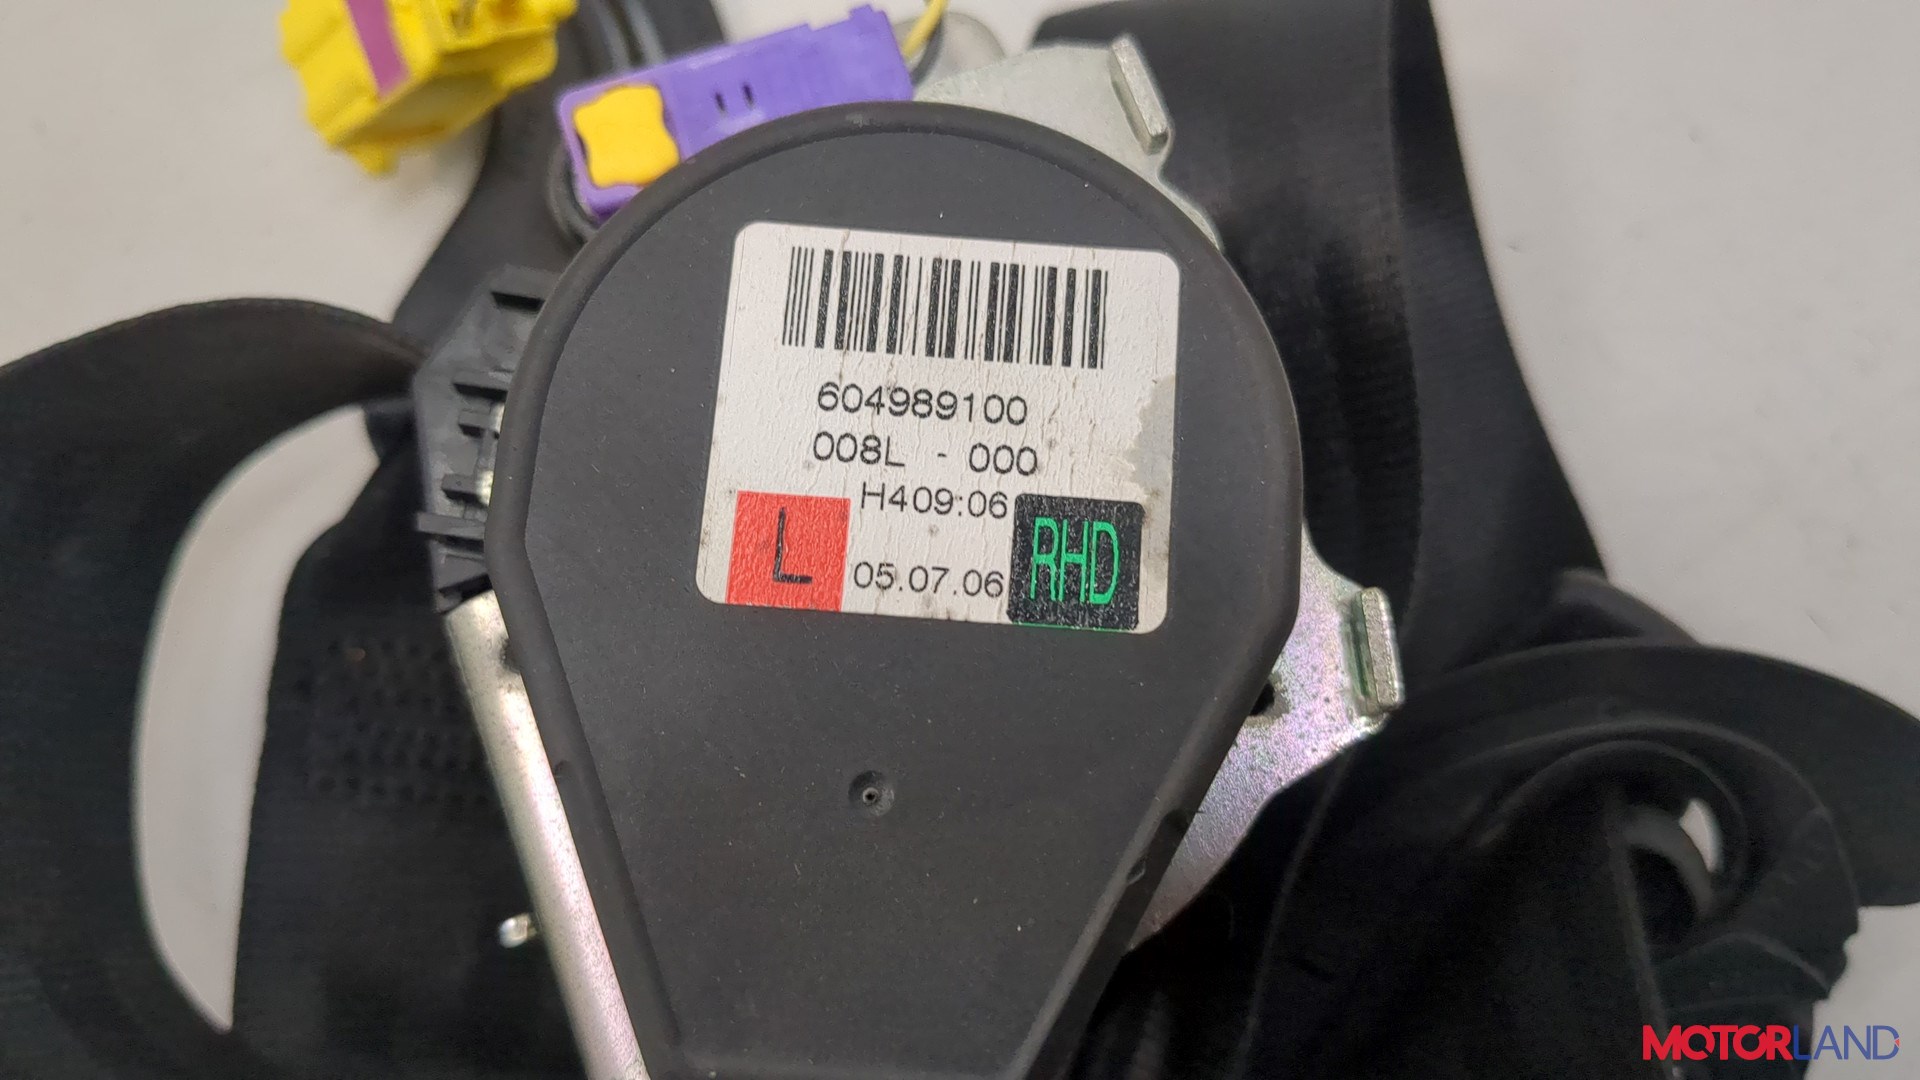 604989100
008L - 000
H409:06
L 05.07.06 RHD
MOTORLAND